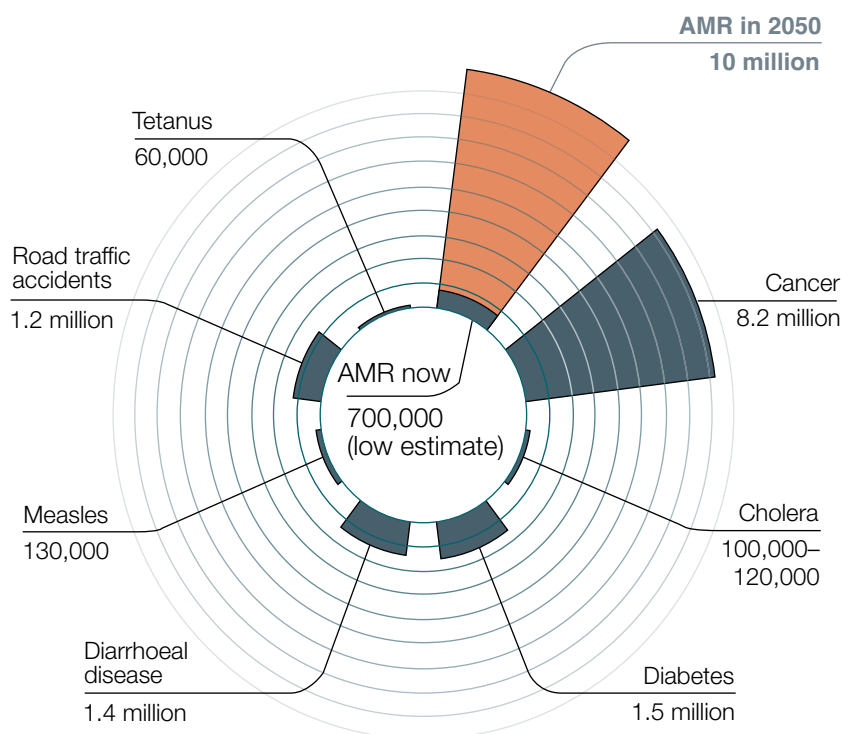 AMR in 2050
10 million
Tetanus
60,000
Road traffic
accidents
1.2 million
Cancer
8.2 million
AMR now
700,000
(low estimate)
Measles
130,000
Cholera
100,000–
120,000
Diarrhoeal
disease
1.4 million
Diabetes
1.5 million